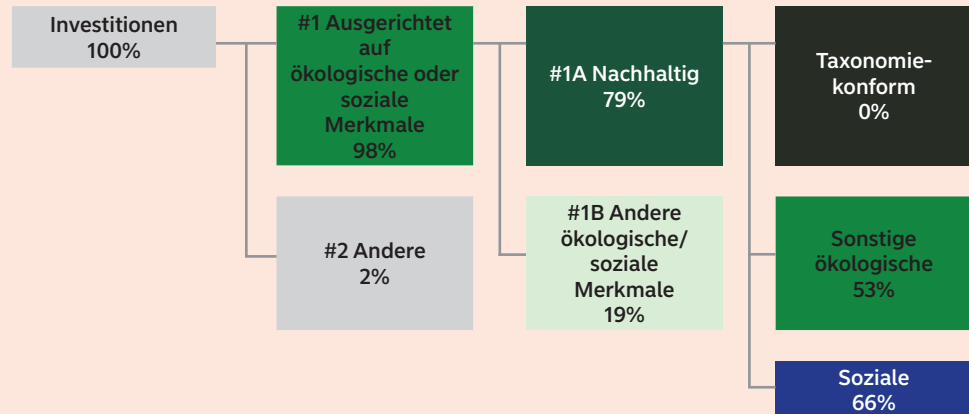 Investitionen
100%
#1 Ausgerichtet
auf
ökologische oder
soziale
Merkmale
98%
#1A Nachhaltig
79%
Taxonomie-
konform
0%
#2 Andere
2%
#1B Andere
ökologische/
soziale
Merkmale
19%
Sonstige
ökologische
53%
Soziale
66%